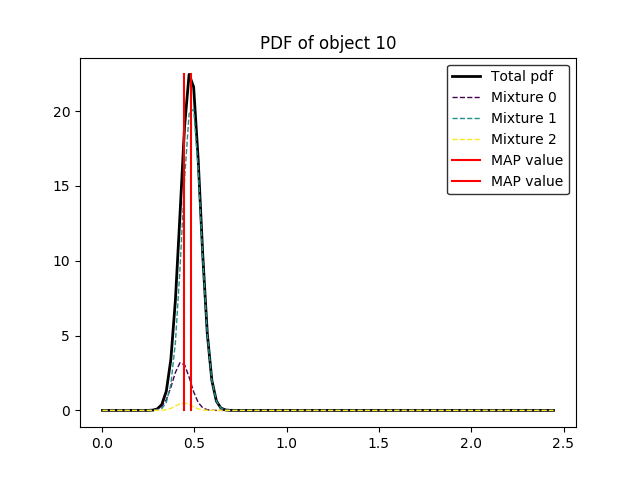 PDF of object 10
Total pdf
Mixture 0
Mixture 1
Mixture 2
MAP value
MAP value
20
15
10
5
0
0.0 0.5 1.0 1.5 2.0 2.5